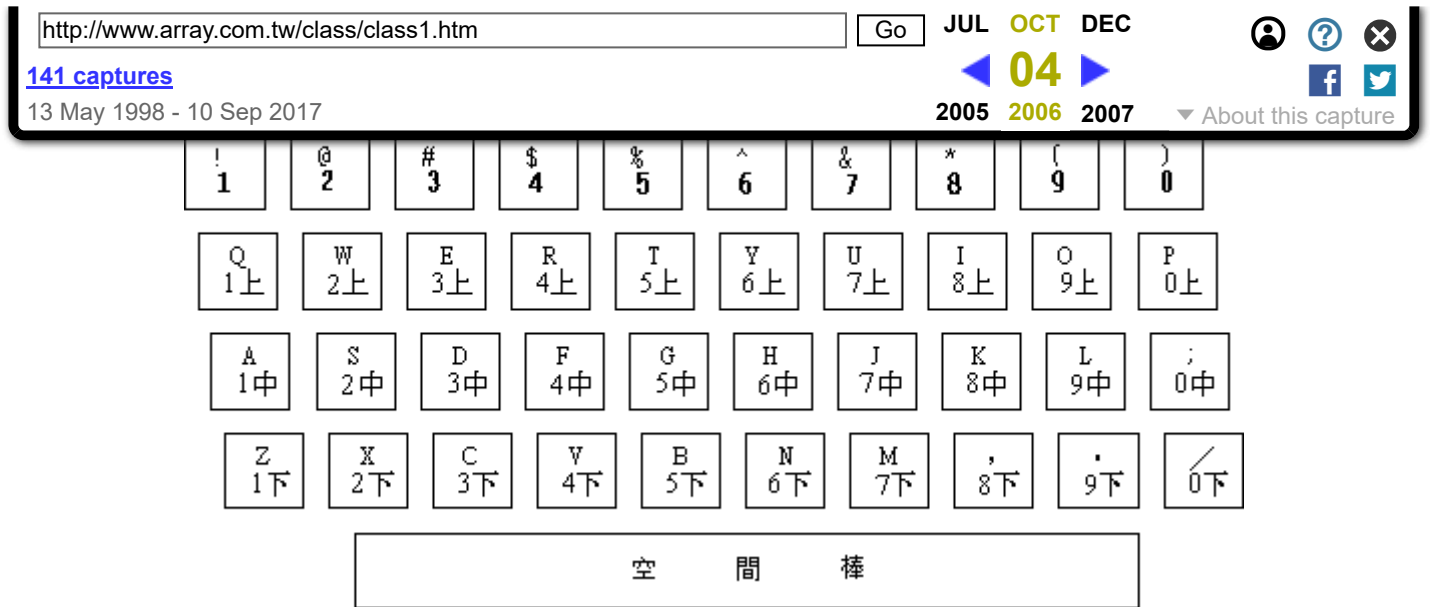 http://www.array.com.tw/class/class1.htm Go JUL OCT DEC
141 captures 04
13 May 1998 - 10 Sep 2017 2005 2006 2007 ▼ About this capture
! @ # $ % ^ & * ( )
1 2 3 4 5 6 7 8 9 0
Q W E R T Y U I O P
1上 2上 3上 4上 5上 6上 7上 8上 9上 0上
A S D F G H J K L ;
1中 2中 3中 4中 5中 6中 7中 8中 9中 0中
Z X C V B N M , . /
1下 2下 3下 4下 5下 6下 7下 8下 9下 0下
空 間 棒